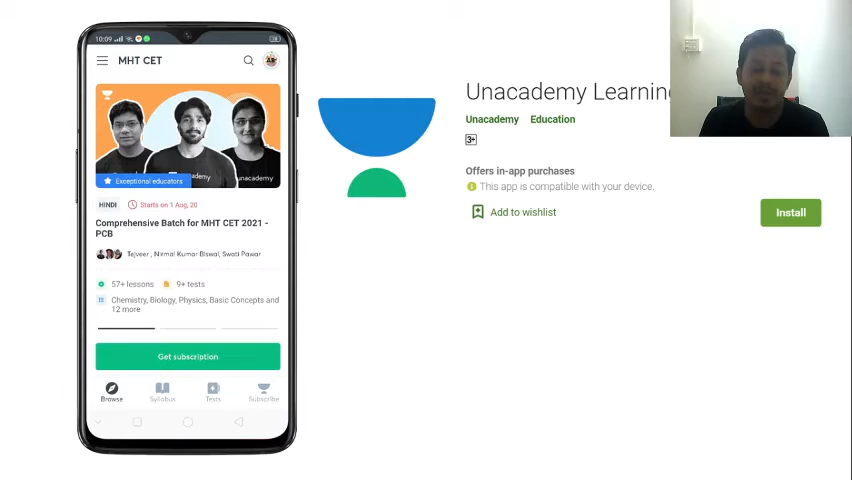 10:09
MHT CET
Exceptional educators
unacademy
HINDI
Starts on 1 Aug, 20
Comprehensive Batch for MHT CET 2021 -
PCB
Tejveer , Nirmal Kumar Biswal, Swati Pawar
57+ lessons
9+ tests
Chemistry, Biology, Physics, Basic Concepts and
12 more
Get subscription
Browse
Syllabus
Tests
Subscribe
Unacademy Learning
Unacademy
Education
3+
Offers in-app purchases
This app is compatible with your device.
Add to wishlist
Install